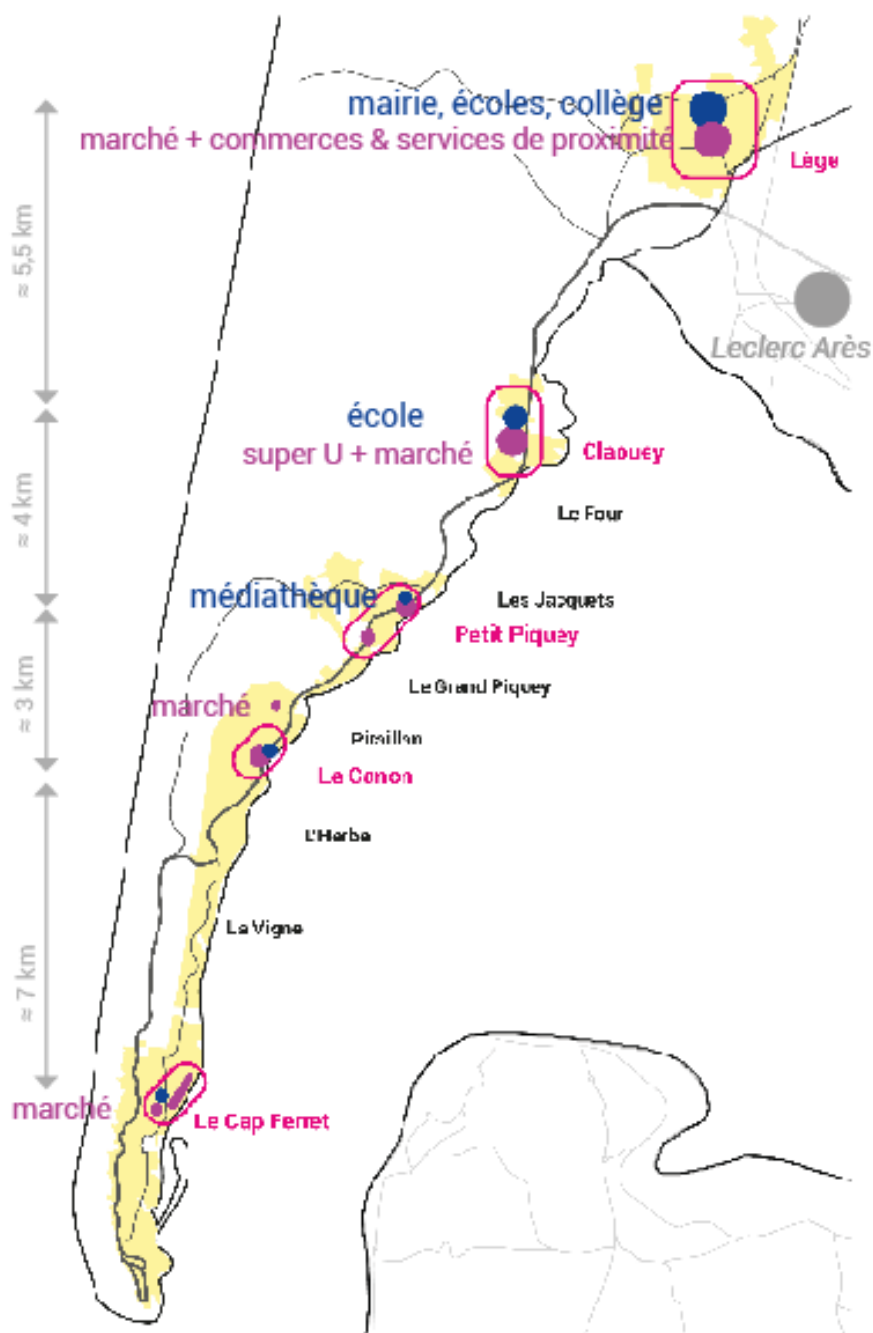 mairie, écoles, collège
marché + commerces & services de proximité
Lège
≈ 5,5 km
Leclerc Arès
école
super U + marché
Claouey
≈ 4 km
Le Four
médiathèque
Les Jacquets
Petit Piquey
≈ 3 km
Le Grand Piquey
marché
Piraillan
Le Canon
L'Herbe
La Vigne
≈ 7 km
marché
Le Cap Ferret